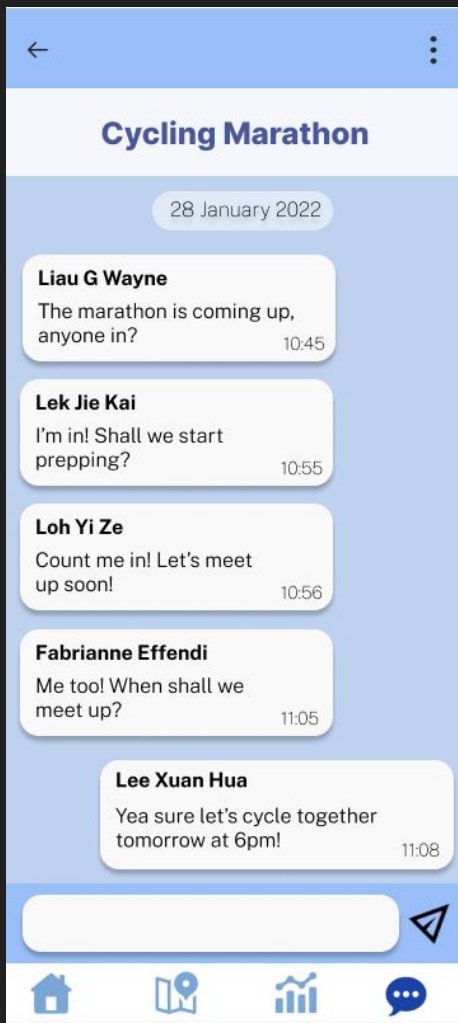 Cycling Marathon
28 January 2022
Liau G Wayne
The marathon is coming up,
anyone in?
10:45
Lek Jie Kai
I'm in! Shall we start
prepping?
10:55
Loh Yi Ze
Count me in! Let's meet
up soon!
10:56
Fabrianne Effendi
Me too! When shall we
meet up?
11:05
Lee Xuan Hua
Yea sure let's cycle together
tomorrow at 6pm!
11:08